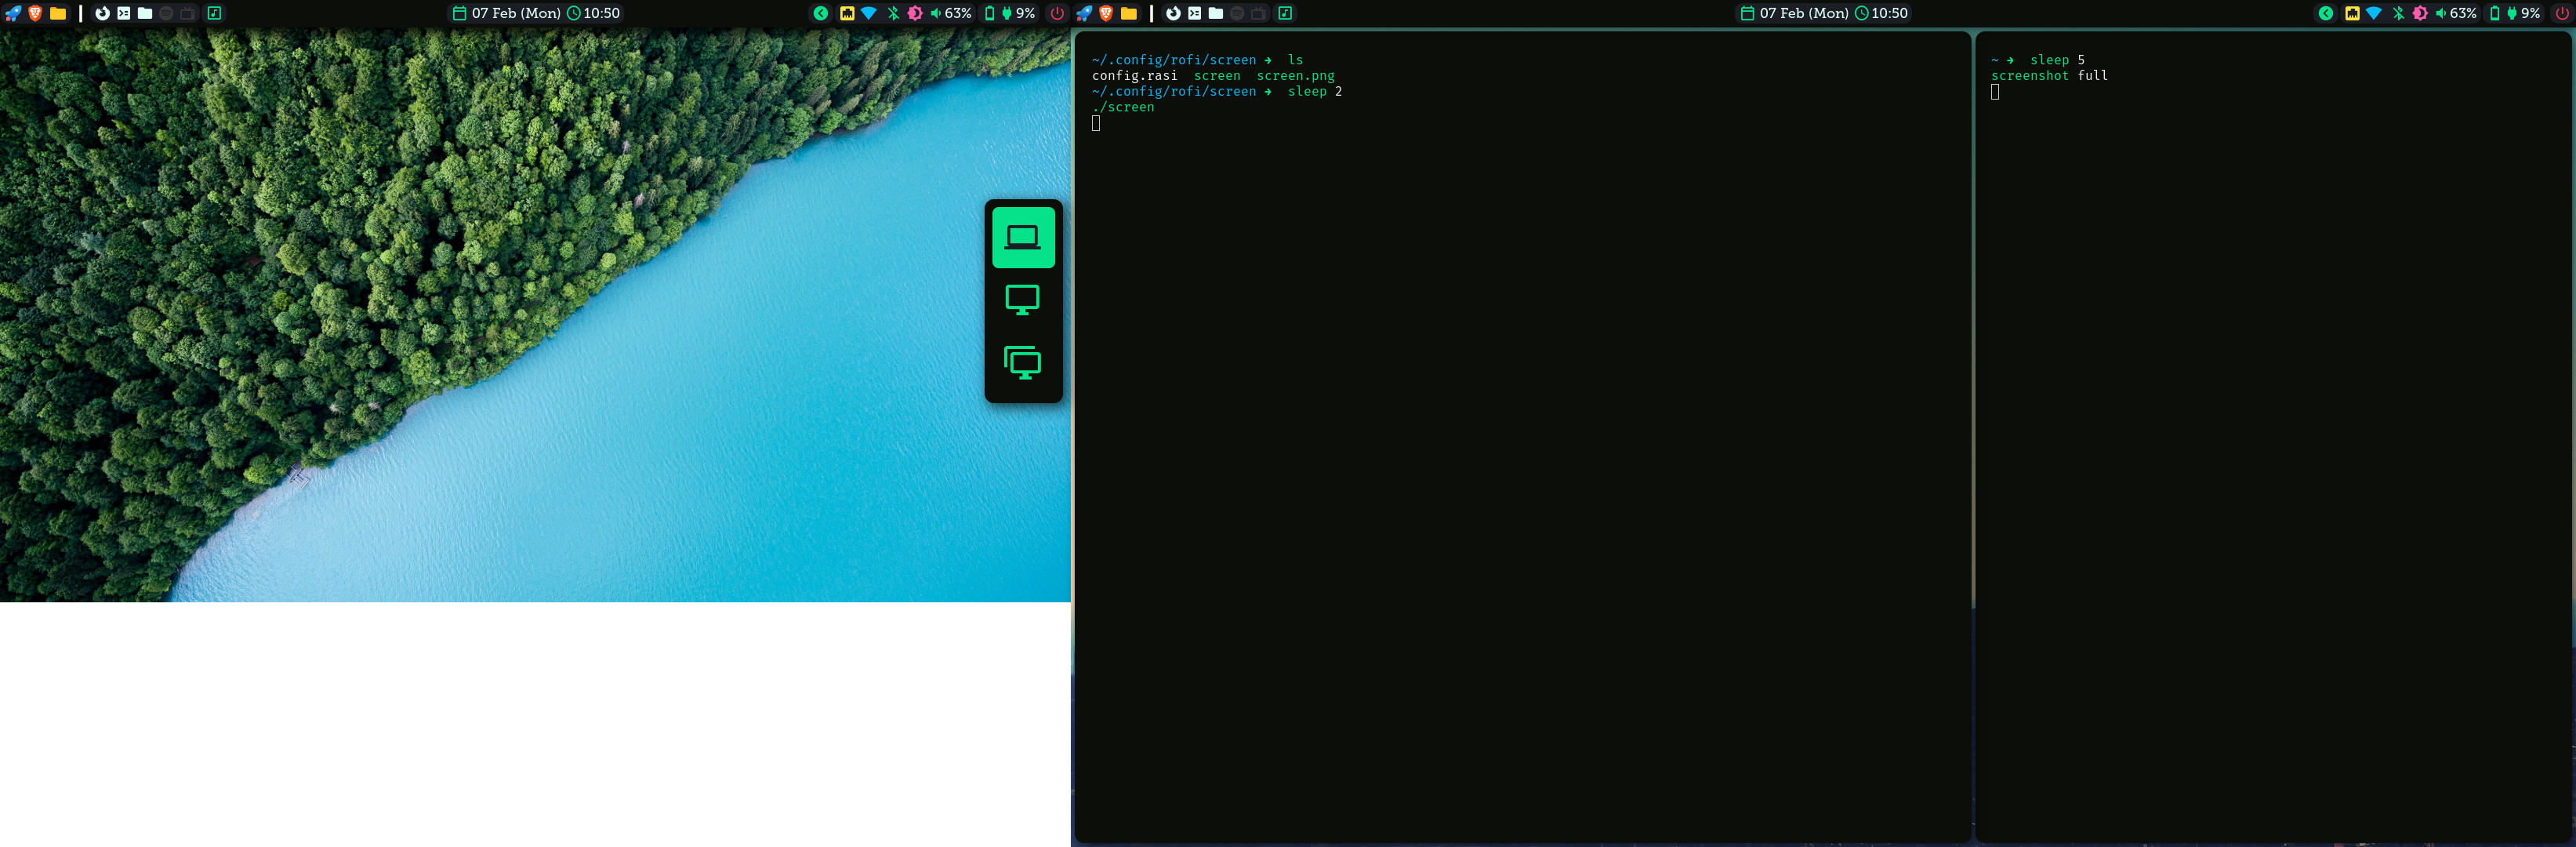 07 Feb (Mon) 10:50
63% 9%
07 Feb (Mon) 10:50
63% 9%
~/.config/rofi/screen ➜ ls
config.rasi screen screen.png
~/.config/rofi/screen ➜ sleep 2
./screen
~ ➜ sleep 5
screenshot full